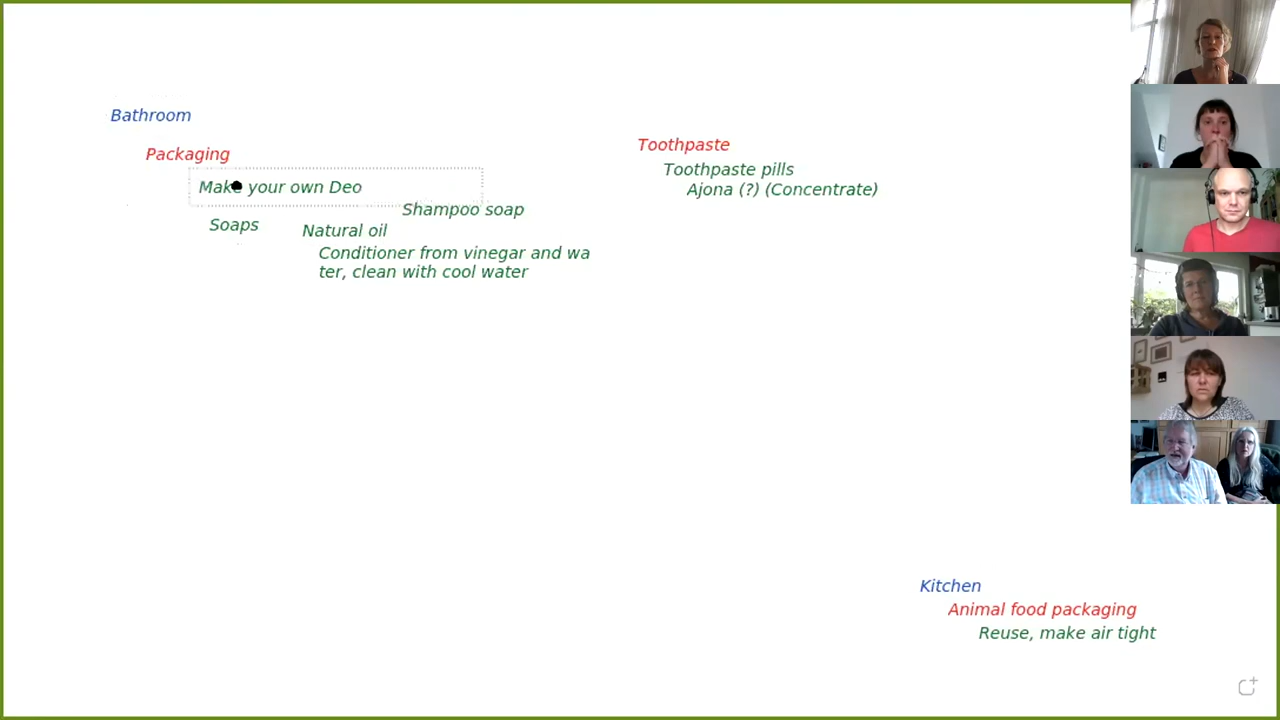 Bathroom
Packaging
Make your own Deo
Shampoo soap
Soaps
Natural oil
Conditioner from vinegar and wa
ter, clean with cool water
Toothpaste
Toothpaste pills
Ajona (?) (Concentrate)
Kitchen
Animal food packaging
Reuse, make air tight